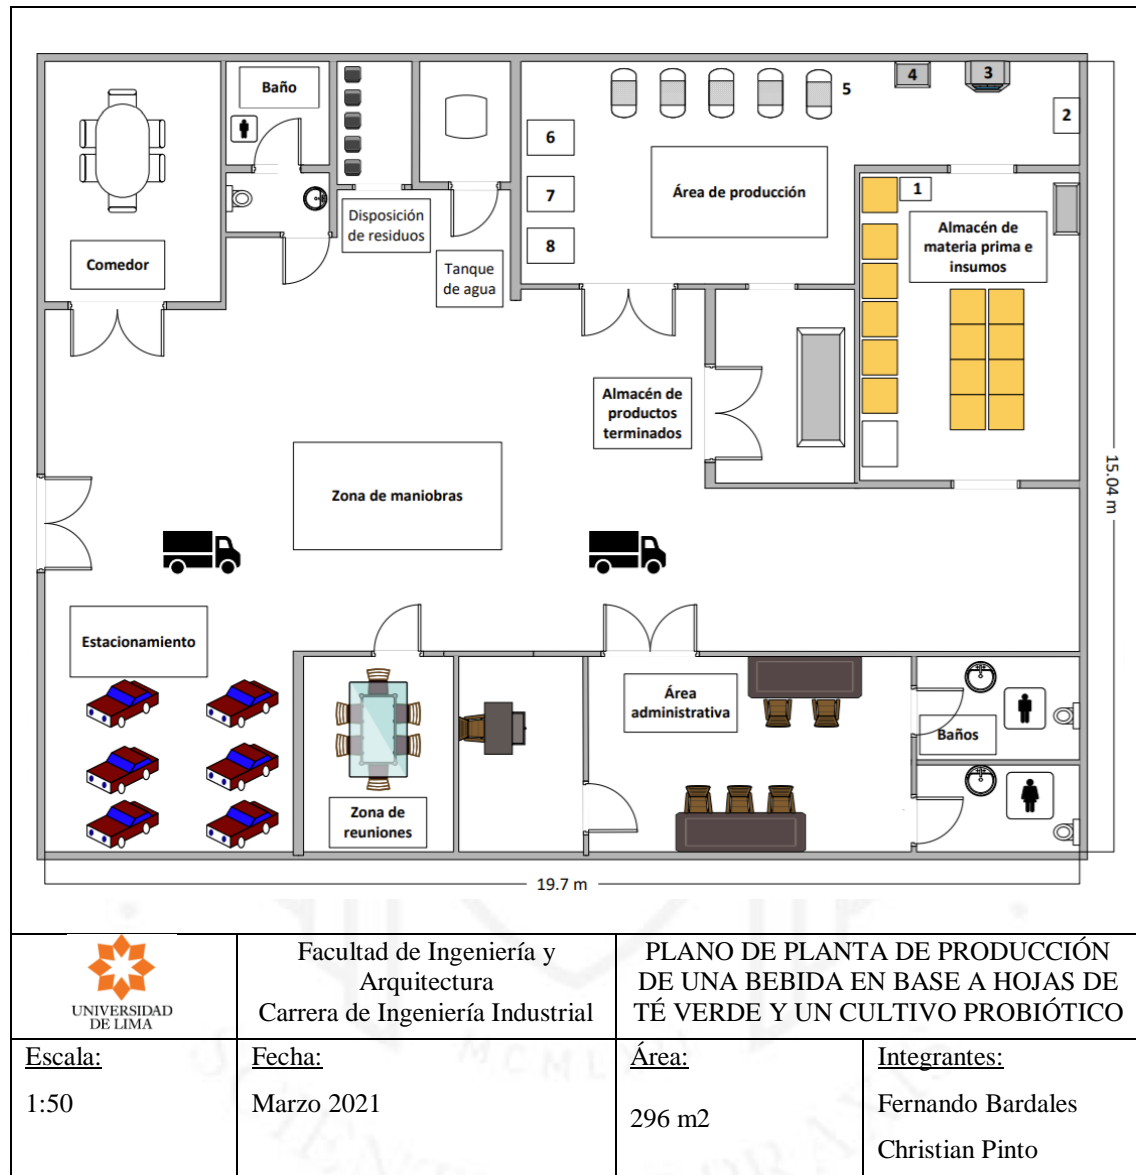 Baño
4
3
5
2
6
Área de producción
7
1
8
Disposición
de residuos
Almacén de
materia prima e
insumos
Comedor
Tanque
de agua
Almacén de
productos
terminados
Zona de maniobras
15.04 m
Estacionamiento
Área
administrativa
Baños
Zona de
reuniones
19.7 m
UNIVERSIDAD
DE LIMA
Facultad de Ingeniería y
Arquitectura
Carrera de Ingeniería Industrial
PLANO DE PLANTA DE PRODUCCIÓN
DE UNA BEBIDA EN BASE A HOJAS DE
TÉ VERDE Y UN CULTIVO PROBIÓTICO
Escala:
1:50
Fecha:
Marzo 2021
Área:
296 m2
Integrantes:
Fernando Bardales
Christian Pinto